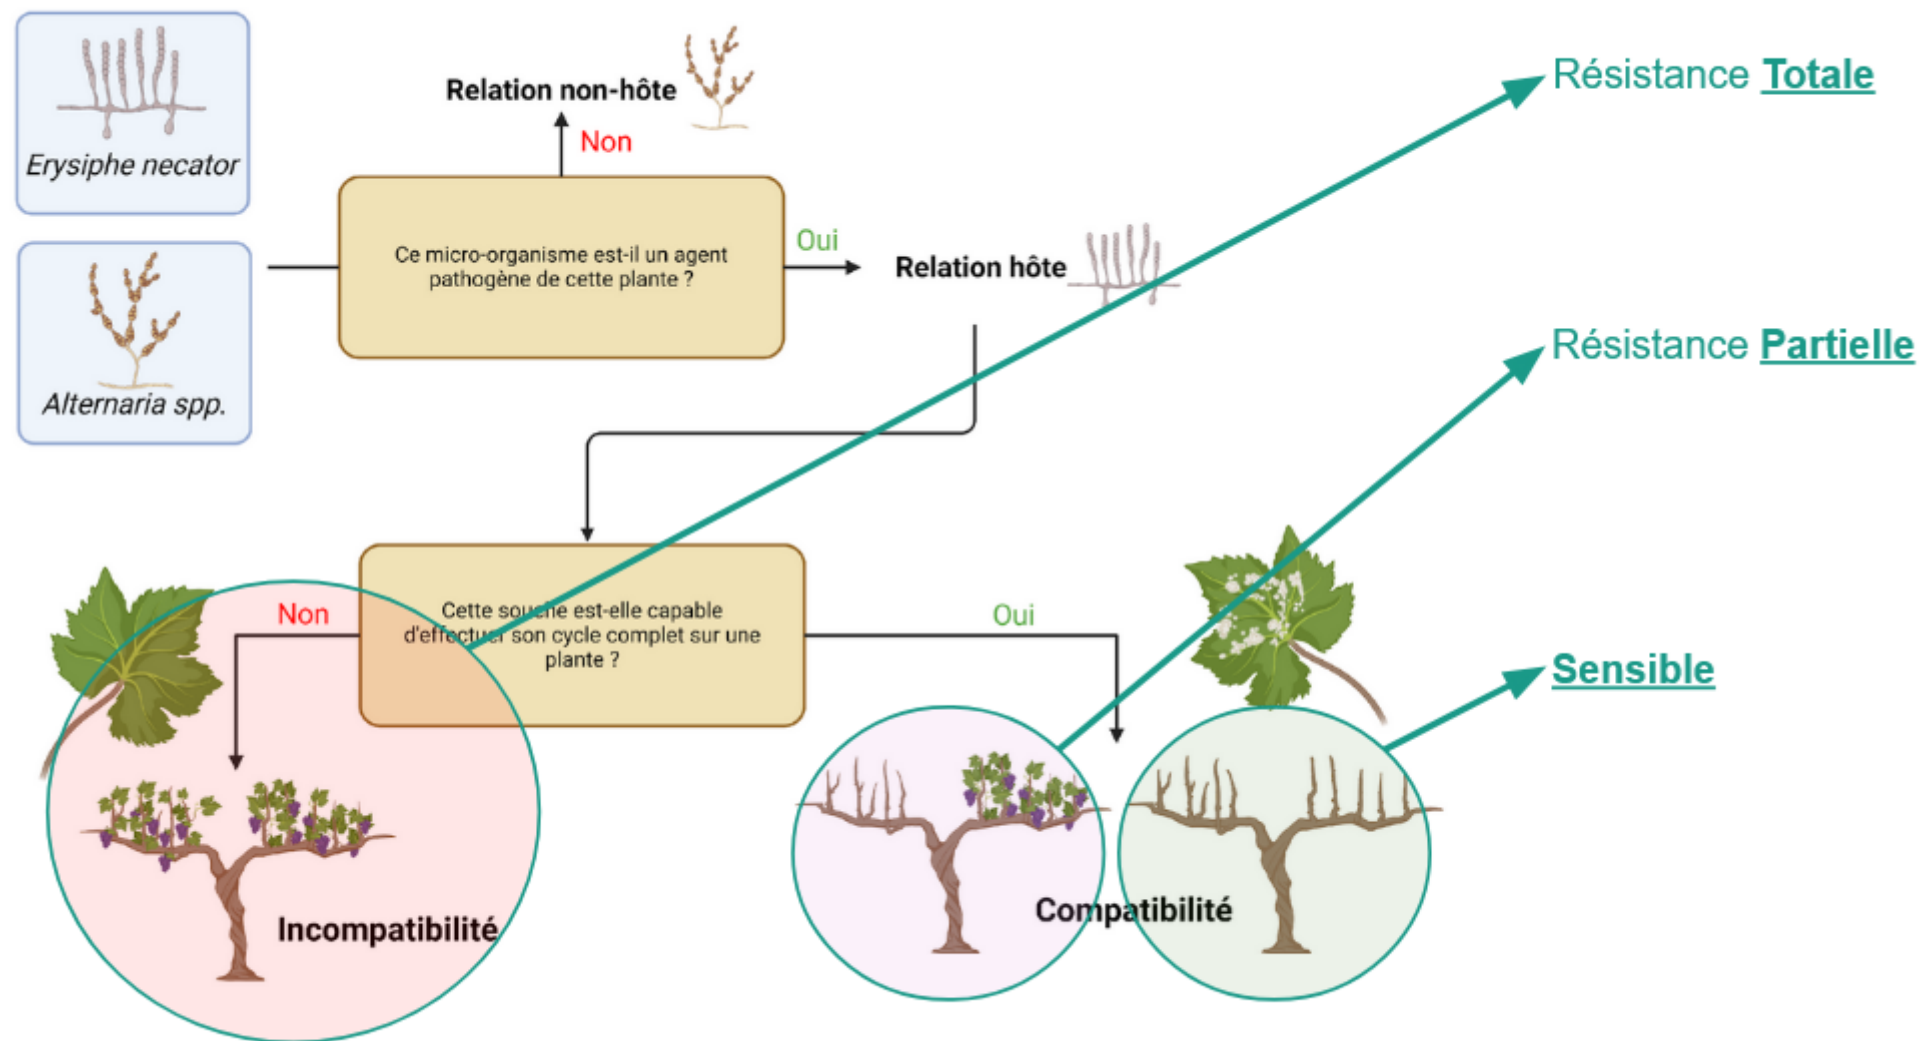 Erysiphe necator
Alternaria spp.
Relation non-hôte
Non
Ce micro-organisme est-il un agent
pathogène de cette plante ?
Oui
Relation hôte
Cette souche est-elle capable
d'effectuer son cycle complet sur une
plante ?
Non
Oui
Incompatibilité
Compatibilité
Résistance Totale
Résistance Partielle
Sensible